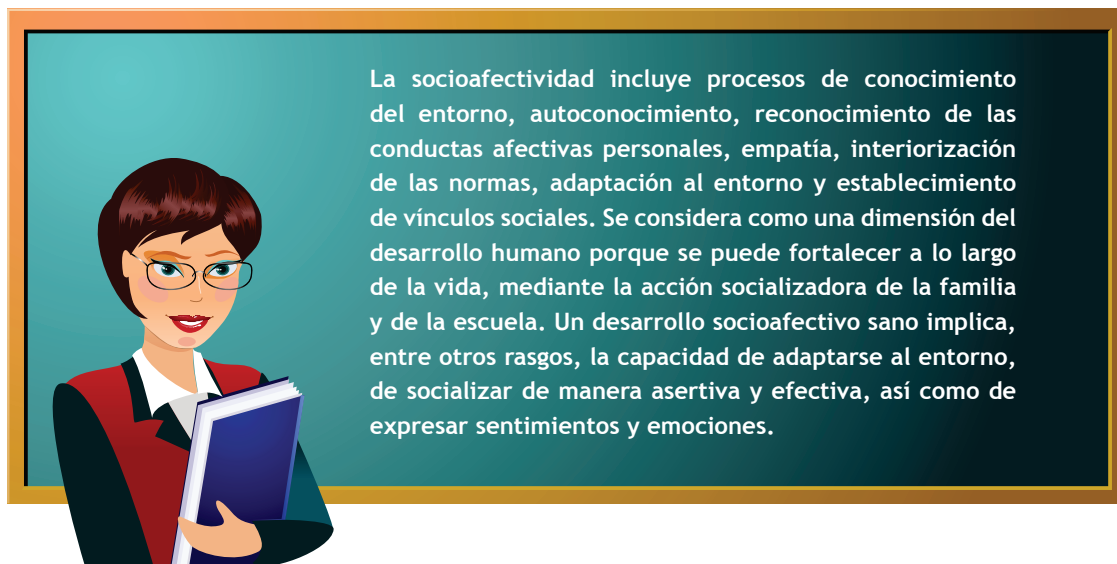 La socioafectividad incluye procesos de conocimiento
del entorno, autoconocimiento, reconocimiento de las
conductas afectivas personales, empatía, interiorización
de las normas, adaptación al entorno y establecimiento
de vínculos sociales. Se considera como una dimensión del
desarrollo humano porque se puede fortalecer a lo largo
de la vida, mediante la acción socializadora de la familia
y de la escuela. Un desarrollo socioafectivo sano implica,
entre otros rasgos, la capacidad de adaptarse al entorno,
de socializar de manera asertiva y efectiva, así como de
expresar sentimientos y emociones.